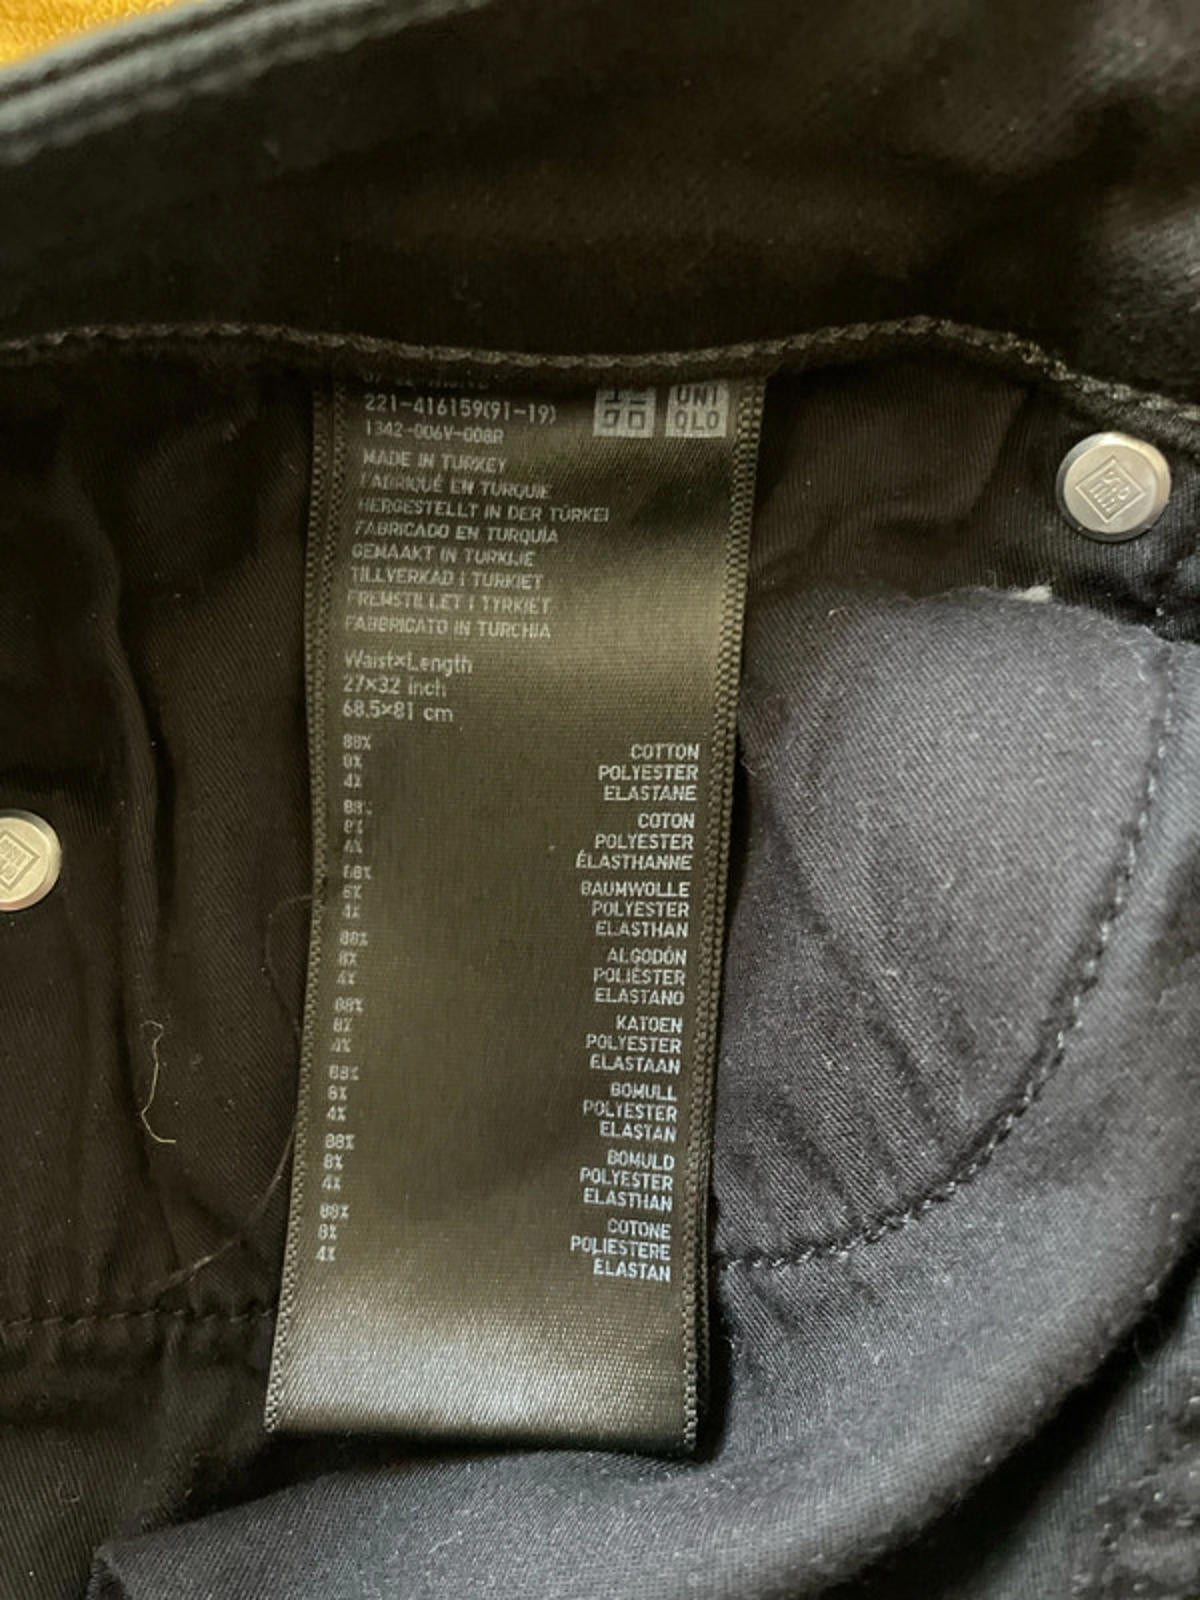 221-416159(91-19)
UNI
QLO
1342-006V-008R
MADE IN TURKEY
FABRIQUÉ EN TURQUIE
HERGESTELLT IN DER TÜRKEI
FABRICADO EN TURQUÍA
GEMAAKT IN TURKIJE
TILLVERKAD I TURKIET
FREMSTILLET I TYRKIET
FABBRICATO IN TURCHIA
Waist×Length
27×32 inch
68.5×81 cm
88% COTTON
8% POLYESTER
4% ELASTANE
88% COTON
8% POLYESTER
4% ÉLASTHANNE
88% BAUMWOLLE
8% POLYESTER
4% ELASTHAN
88% ALGODÓN
8% POLIÉSTER
4% ELASTANO
88% KATOEN
8% POLYESTER
4% ELASTAAN
88% BOMULL
8% POLYESTER
4% ELASTAN
88% BOMULD
8% POLYESTER
4% ELASTHAN
88% COTONE
8% POLIESTERE
4% ELASTAN